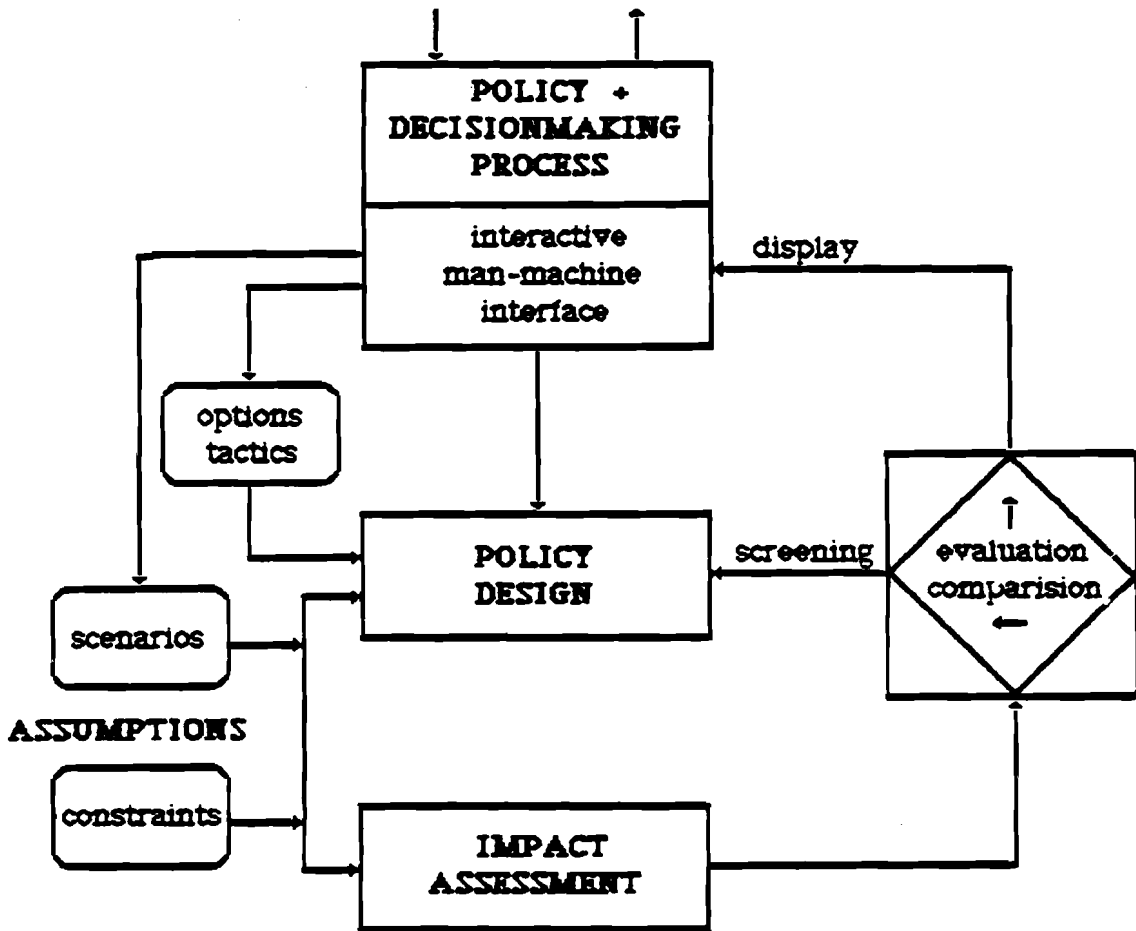 POLICY +
DECISIONMAKING
PROCESS
interactive
man-machine
interface
display
options
tactics
POLICY
DESIGN
screening
evaluation
comparision
scenarios
ASSUMPTIONS
constraints
IMPACT
ASSESSMENT